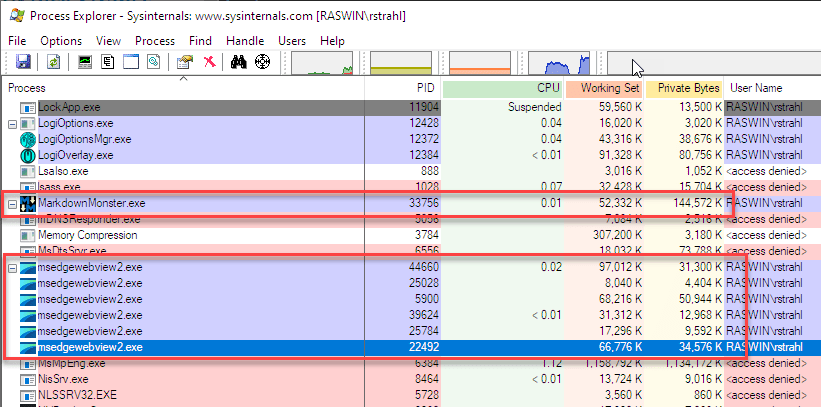 Process Explorer - Sysinternals: www.sysinternals.com [RASWIN\rstrahl]
File Options View Process Find Handle Users Help
Process PID CPU Working Set Private Bytes User Name
LockApp.exe 11904 Suspended 59,560 K 13,500 K RASWIN\rstrahl
LogiOptions.exe 12428 0.04 16,020 K 3,020 K RASWIN\rstrahl
LogiOptionsMgr.exe 12372 0.04 43,316 K 38,676 K RASWIN\rstrahl
LogiOverlay.exe 12384 < 0.01 91,328 K 80,756 K RASWIN\rstrahl
LsaIso.exe 888 3,016 K 1,052 K <access denied>
lsass.exe 1028 0.07 32,428 K 15,704 K <access denied>
MarkdownMonster.exe 33756 0.01 52,332 K 144,572 K RASWIN\rstrahl
mDNSResponder.exe 5056 7,084 K 2,516 K <access denied>
Memory Compression 3784 307,200 K 3,180 K <access denied>
MsDtsSrvr.exe 6556 18,032 K 73,788 K <access denied>
msedgewebview2.exe 44660 0.02 97,012 K 31,300 K RASWIN\rstrahl
msedgewebview2.exe 25028 8,040 K 4,404 K RASWIN\rstrahl
msedgewebview2.exe 5900 68,216 K 50,944 K RASWIN\rstrahl
msedgewebview2.exe 39624 < 0.01 31,312 K 12,968 K RASWIN\rstrahl
msedgewebview2.exe 25784 17,296 K 9,592 K RASWIN\rstrahl
msedgewebview2.exe 22492 66,776 K 34,576 K RASWIN\rstrahl
MsMpEng.exe 6384 1.12 1,158,792 K 1,134,172 K <access denied>
NisSrv.exe 8464 < 0.01 13,724 K 9,016 K <access denied>
NLSSRV32.EXE 5728 3,560 K 860 K <access denied>